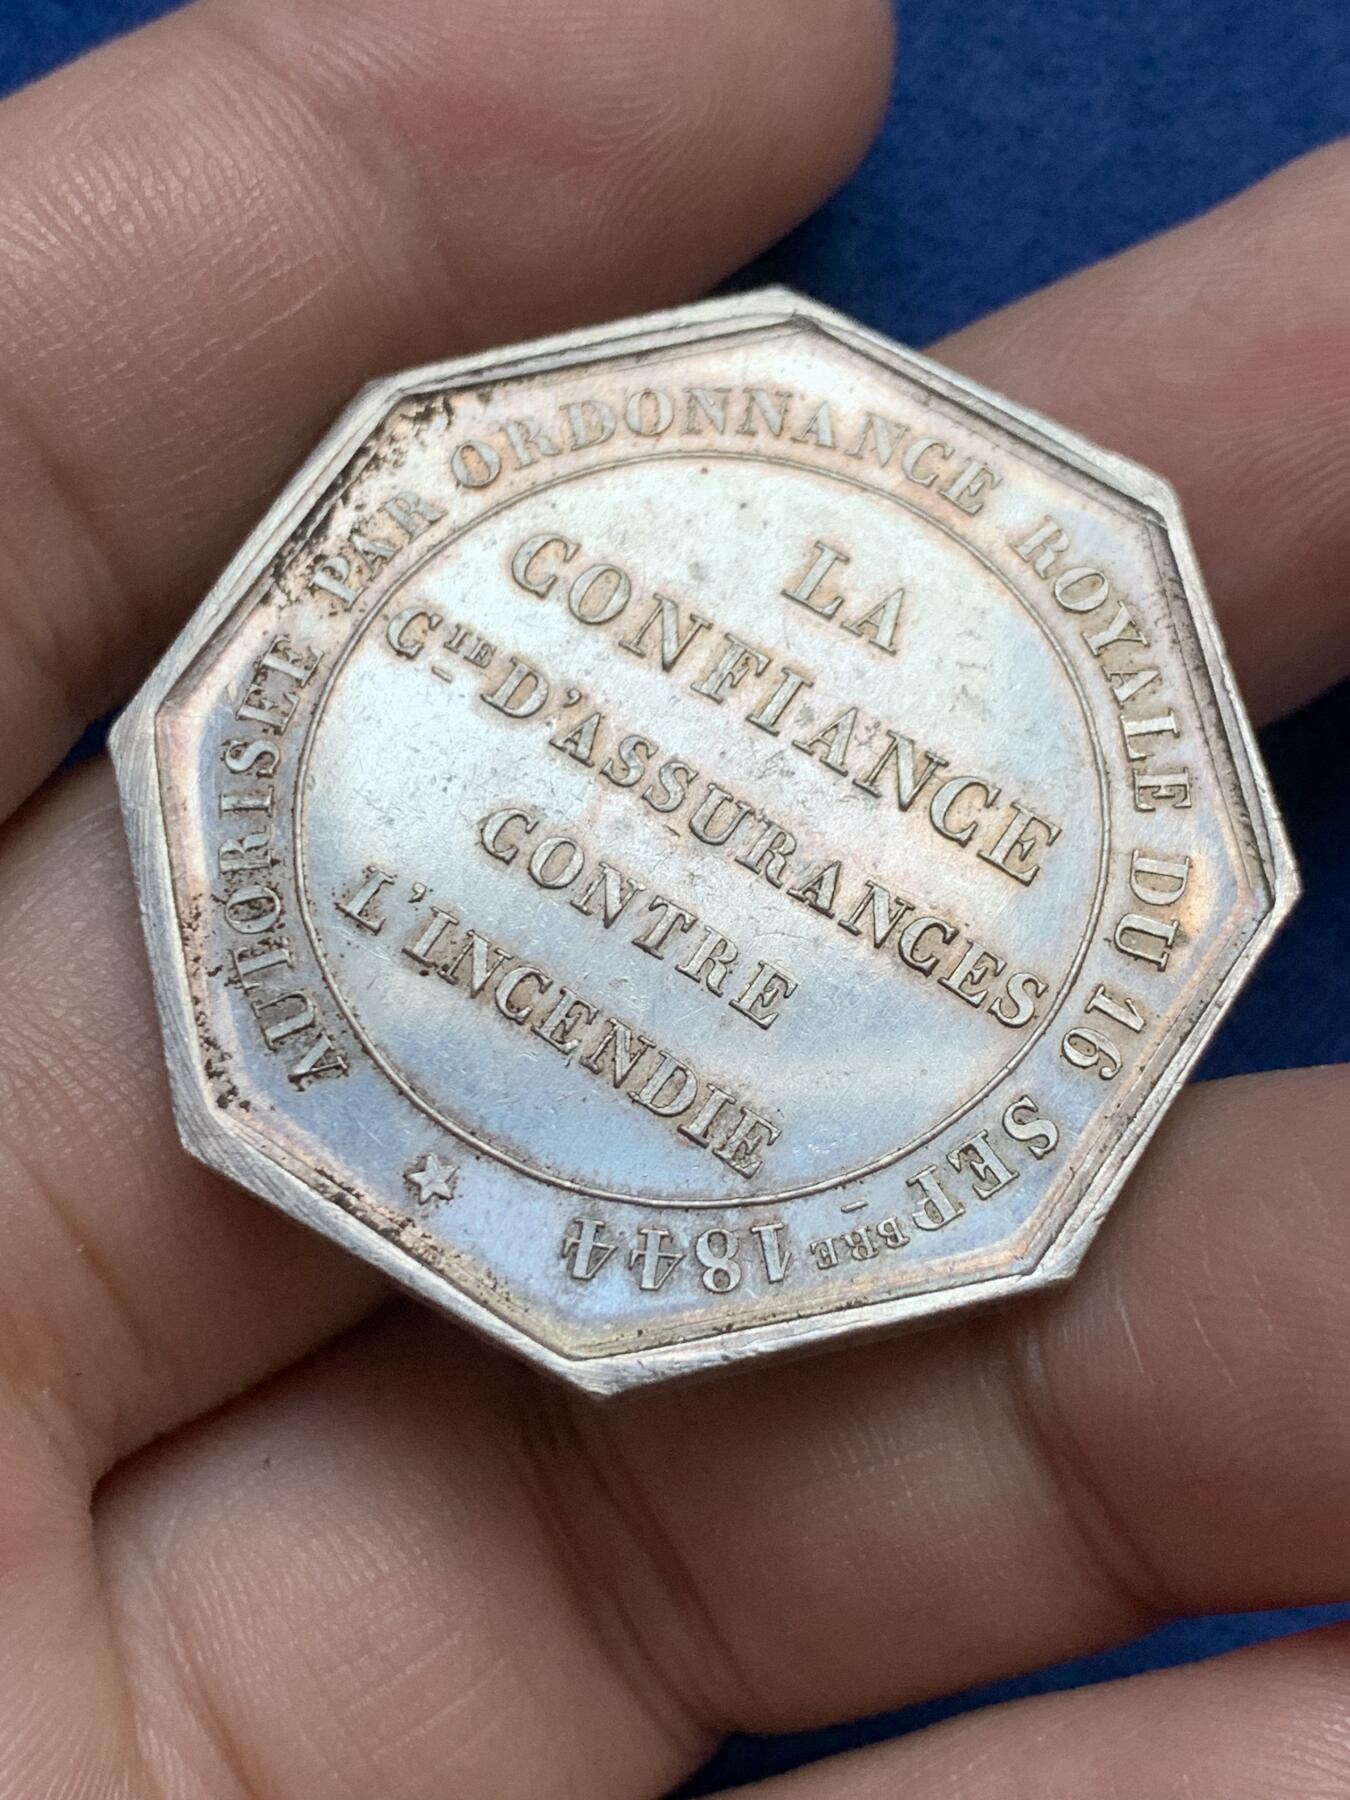 AUTORISÉE PAR ORDONNANCE ROYALE DU 16 SEPBRE 1844
LA
CONFIANCE
CIE D'ASSURANCES
CONTRE
L'INCENDIE